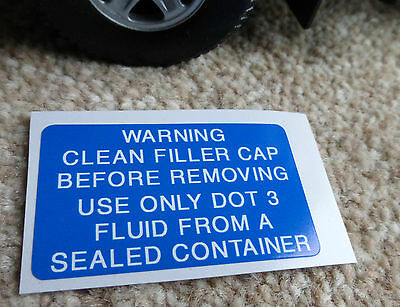 WARNING
CLEAN FILLER CAP
BEFORE REMOVING
USE ONLY DOT 3
FLUID FROM A
SEALED CONTAINER